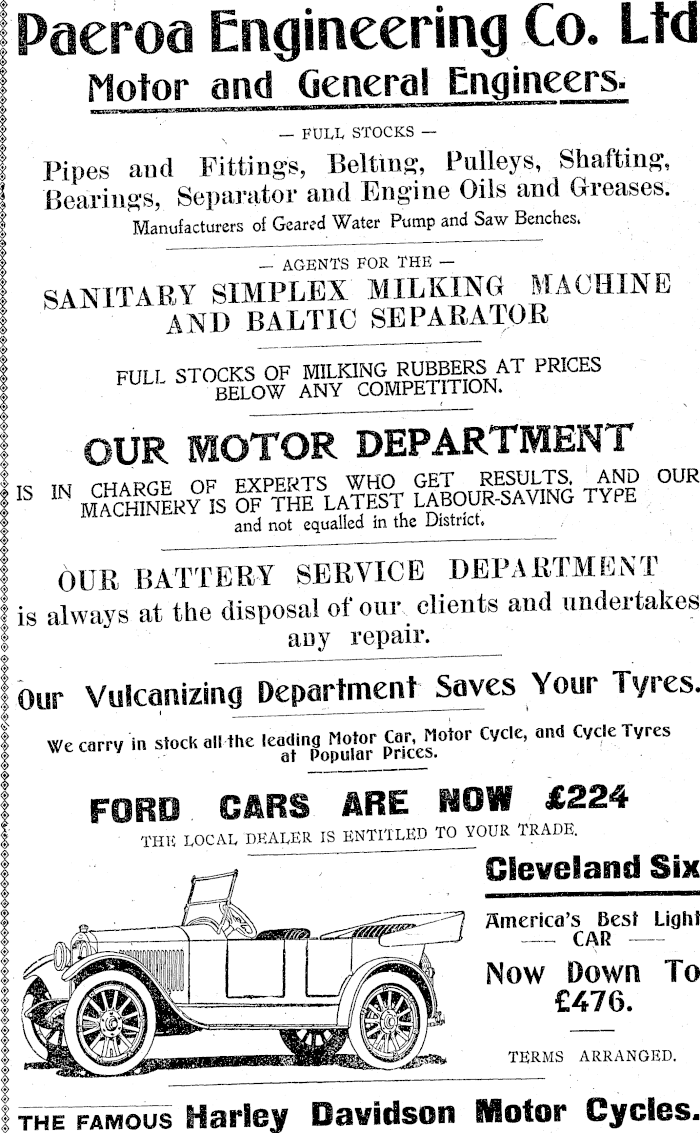 Paeroa Engineering Co. Ltd
Motor and General Engineers.
— FULL STOCKS —
Pipes and Fittings, Belting, Pulleys, Shafting,
Bearings, Separator and Engine Oils and Greases.
Manufacturers of Geared Water Pump and Saw Benches.
— AGENTS FOR THE —
SANITARY SIMPLEX MILKING MACHINE
AND BALTIC SEPARATOR
FULL STOCKS OF MILKING RUBBERS AT PRICES
BELOW ANY COMPETITION.
OUR MOTOR DEPARTMENT
IS IN CHARGE OF EXPERTS WHO GET RESULTS, AND OUR
MACHINERY IS OF THE LATEST LABOUR-SAVING TYPE
and not equalled in the District.
OUR BATTERY SERVICE DEPARTMENT
is always at the disposal of our clients and undertakes
any repair.
Our Vulcanizing Department Saves Your Tyres.
We carry in stock all the leading Motor Car, Motor Cycle, and Cycle Tyres
at Popular Prices.
FORD CARS ARE NOW £224
THE LOCAL DEALER IS ENTITLED TO YOUR TRADE.
Cleveland Six
America's Best Light
— CAR —
Now Down To
£476.
TERMS ARRANGED.
THE FAMOUS Harley Davidson Motor Cycles.